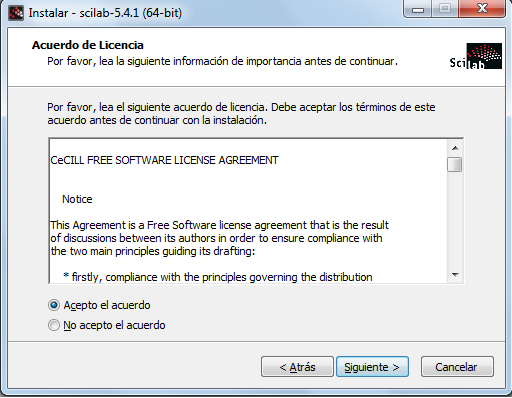 Instalar - scilab-5.4.1 (64-bit)
Acuerdo de Licencia
Por favor, lea la siguiente información de importancia antes de continuar.
Scilab
Por favor, lea el siguiente acuerdo de licencia. Debe aceptar los términos de este
acuerdo antes de continuar con la instalación.
CeCILL FREE SOFTWARE LICENSE AGREEMENT
Notice
This Agreement is a Free Software license agreement that is the result
of discussions between its authors in order to ensure compliance with
the two main principles guiding its drafting:
* firstly, compliance with the principles governing the distribution
Acepto el acuerdo
No acepto el acuerdo
< Atrás Siguiente > Cancelar